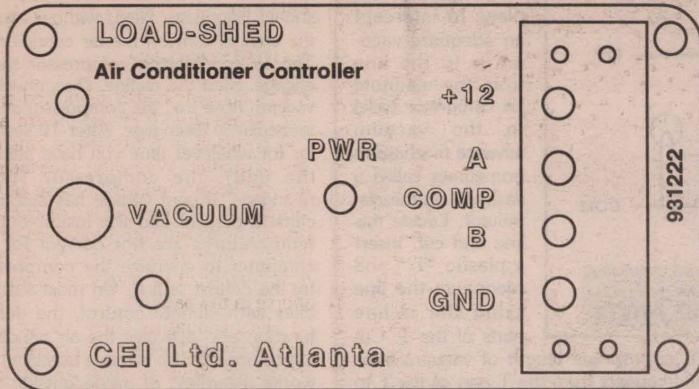 LOAD-SHED
Air Conditioner Controller
+12
PWR
A
COMP
VACUUM
B
GND
CEI Ltd. Atlanta
931222